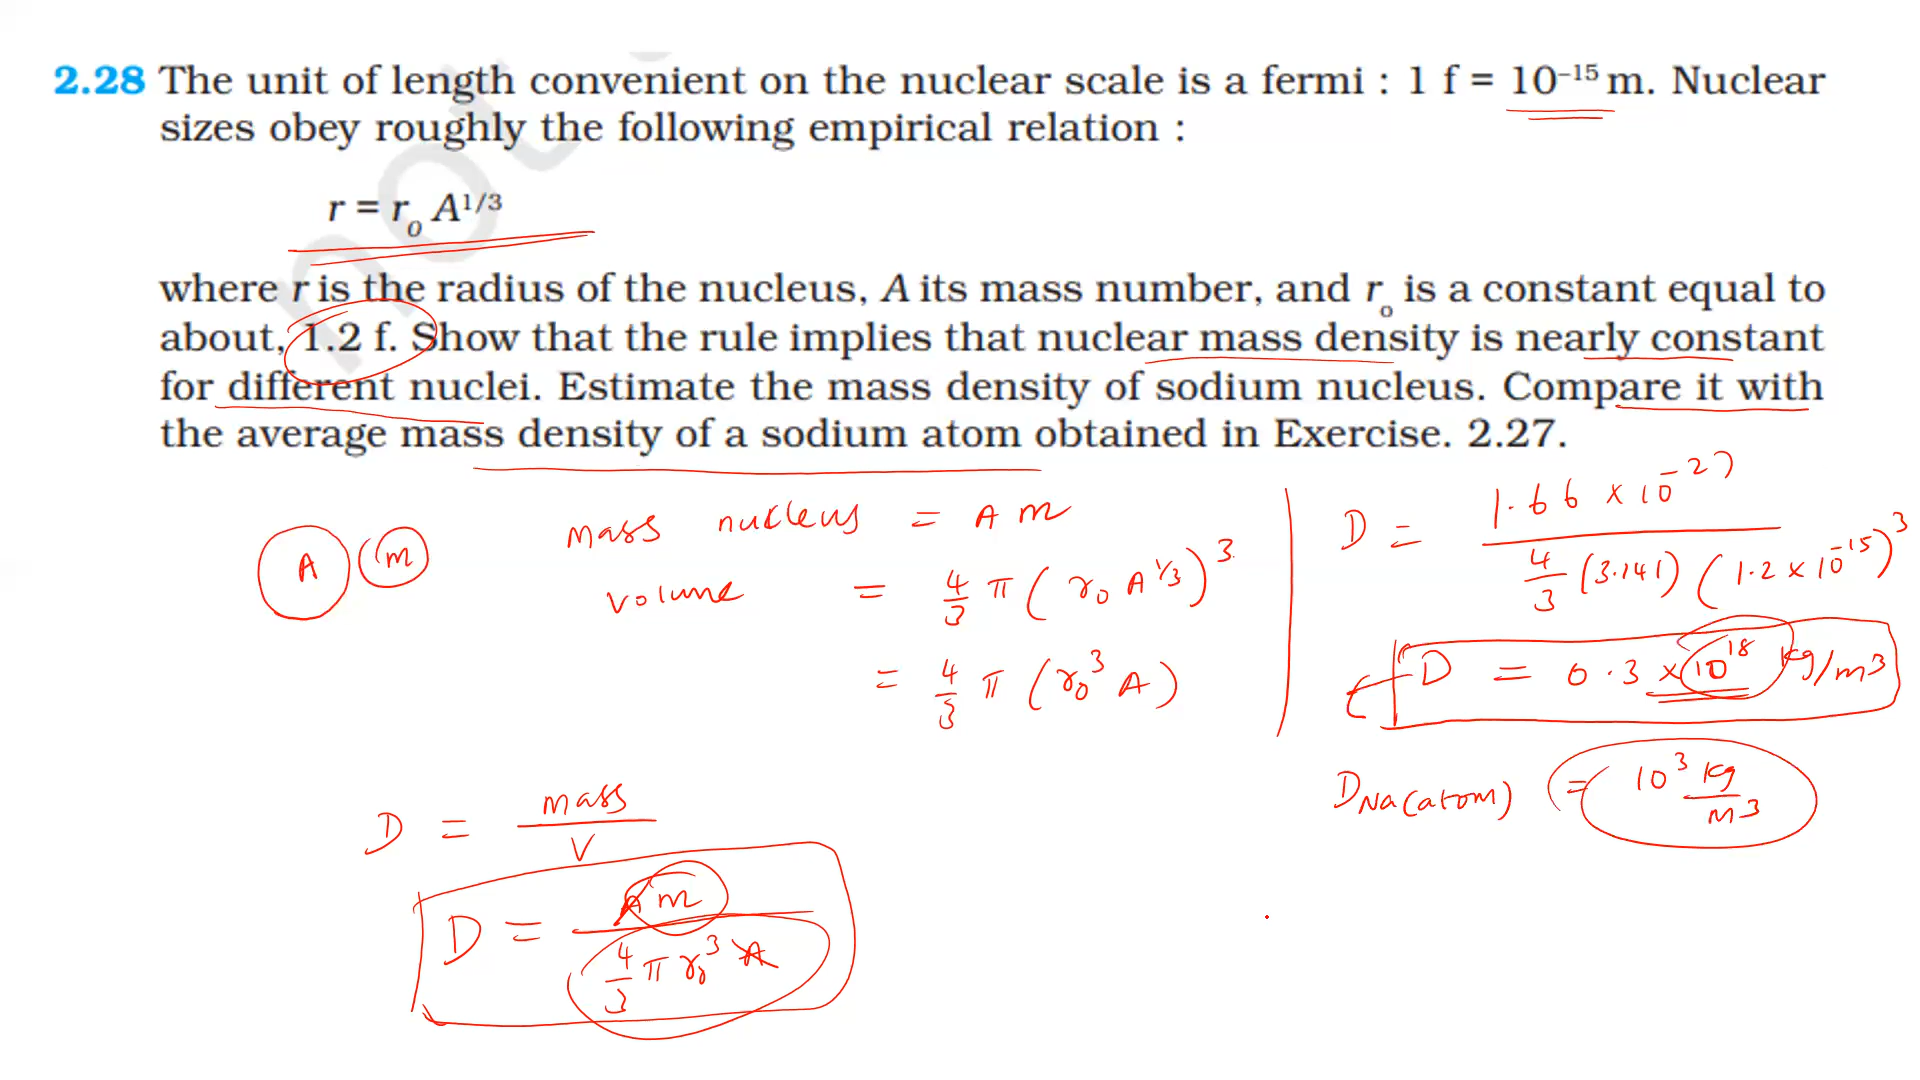 2.28 The unit of length convenient on the nuclear scale is a fermi : 1 f = 10⁻¹⁵ m. Nuclear
sizes obey roughly the following empirical relation :
r = r₀ A^1/3
where r is the radius of the nucleus, A its mass number, and r₀ is a constant equal to
about, 1.2 f. Show that the rule implies that nuclear mass density is nearly constant
for different nuclei. Estimate the mass density of sodium nucleus. Compare it with
the average mass density of a sodium atom obtained in Exercise. 2.27.
A m
mass nucleus = A m
volume = 4/3 π (r₀ A^1/3)³
= 4/3 π (r₀³ A)
D = mass / V
D = A m / 4/3 π r₀³ A
D = 1.66 × 10⁻²⁷ / 4/3 (3.141) (1.2 × 10⁻¹⁵)³
D = 0.3 × 10¹⁸ kg/m³
D Na(atom) = 10³ kg/m³
not